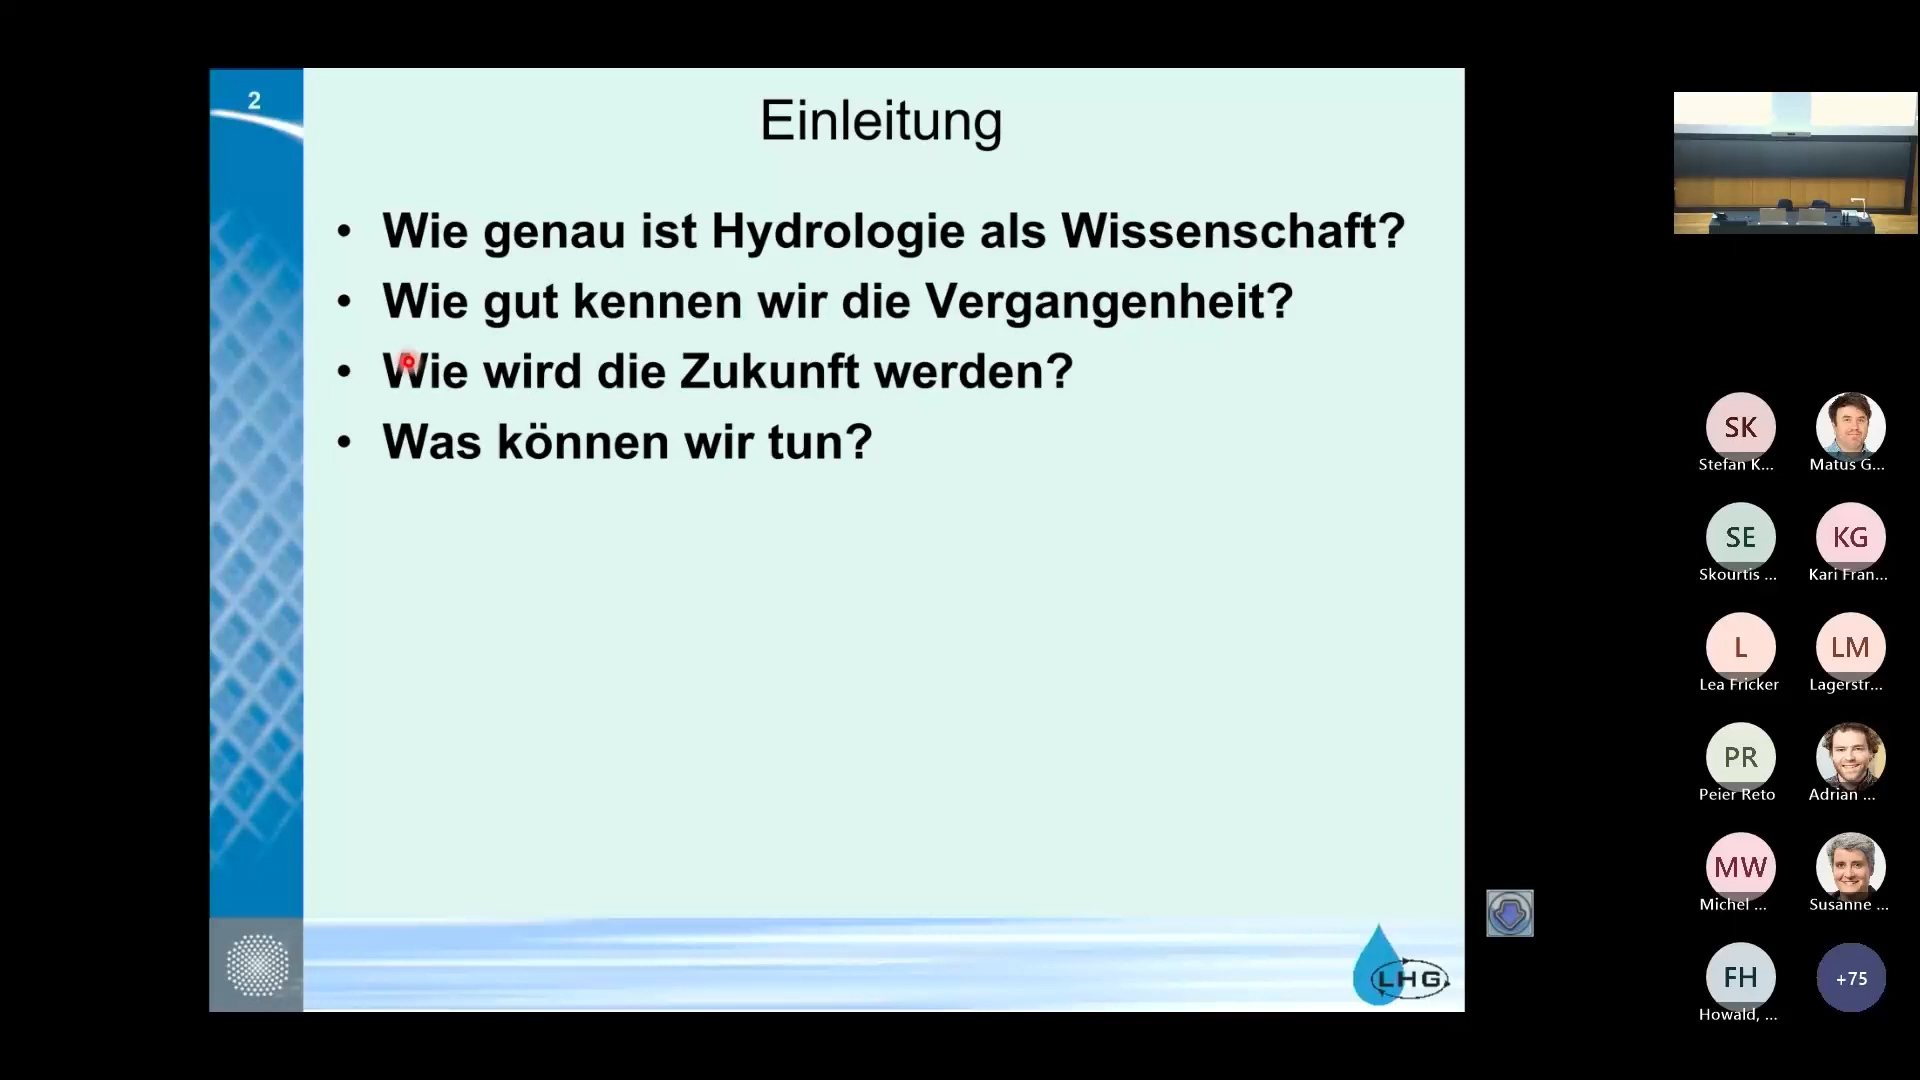 2
Einleitung
• Wie genau ist Hydrologie als Wissenschaft?
• Wie gut kennen wir die Vergangenheit?
• Wie wird die Zukunft werden?
• Was können wir tun?
LHG
SK
Stefan K...
Matus G...
SE
Skourtis ...
KG
Kari Fran...
L
Lea Fricker
LM
Lagerstr...
PR
Peier Reto
Adrian ...
MW
Michel ...
Susanne ...
FH
Howald, ...
+75